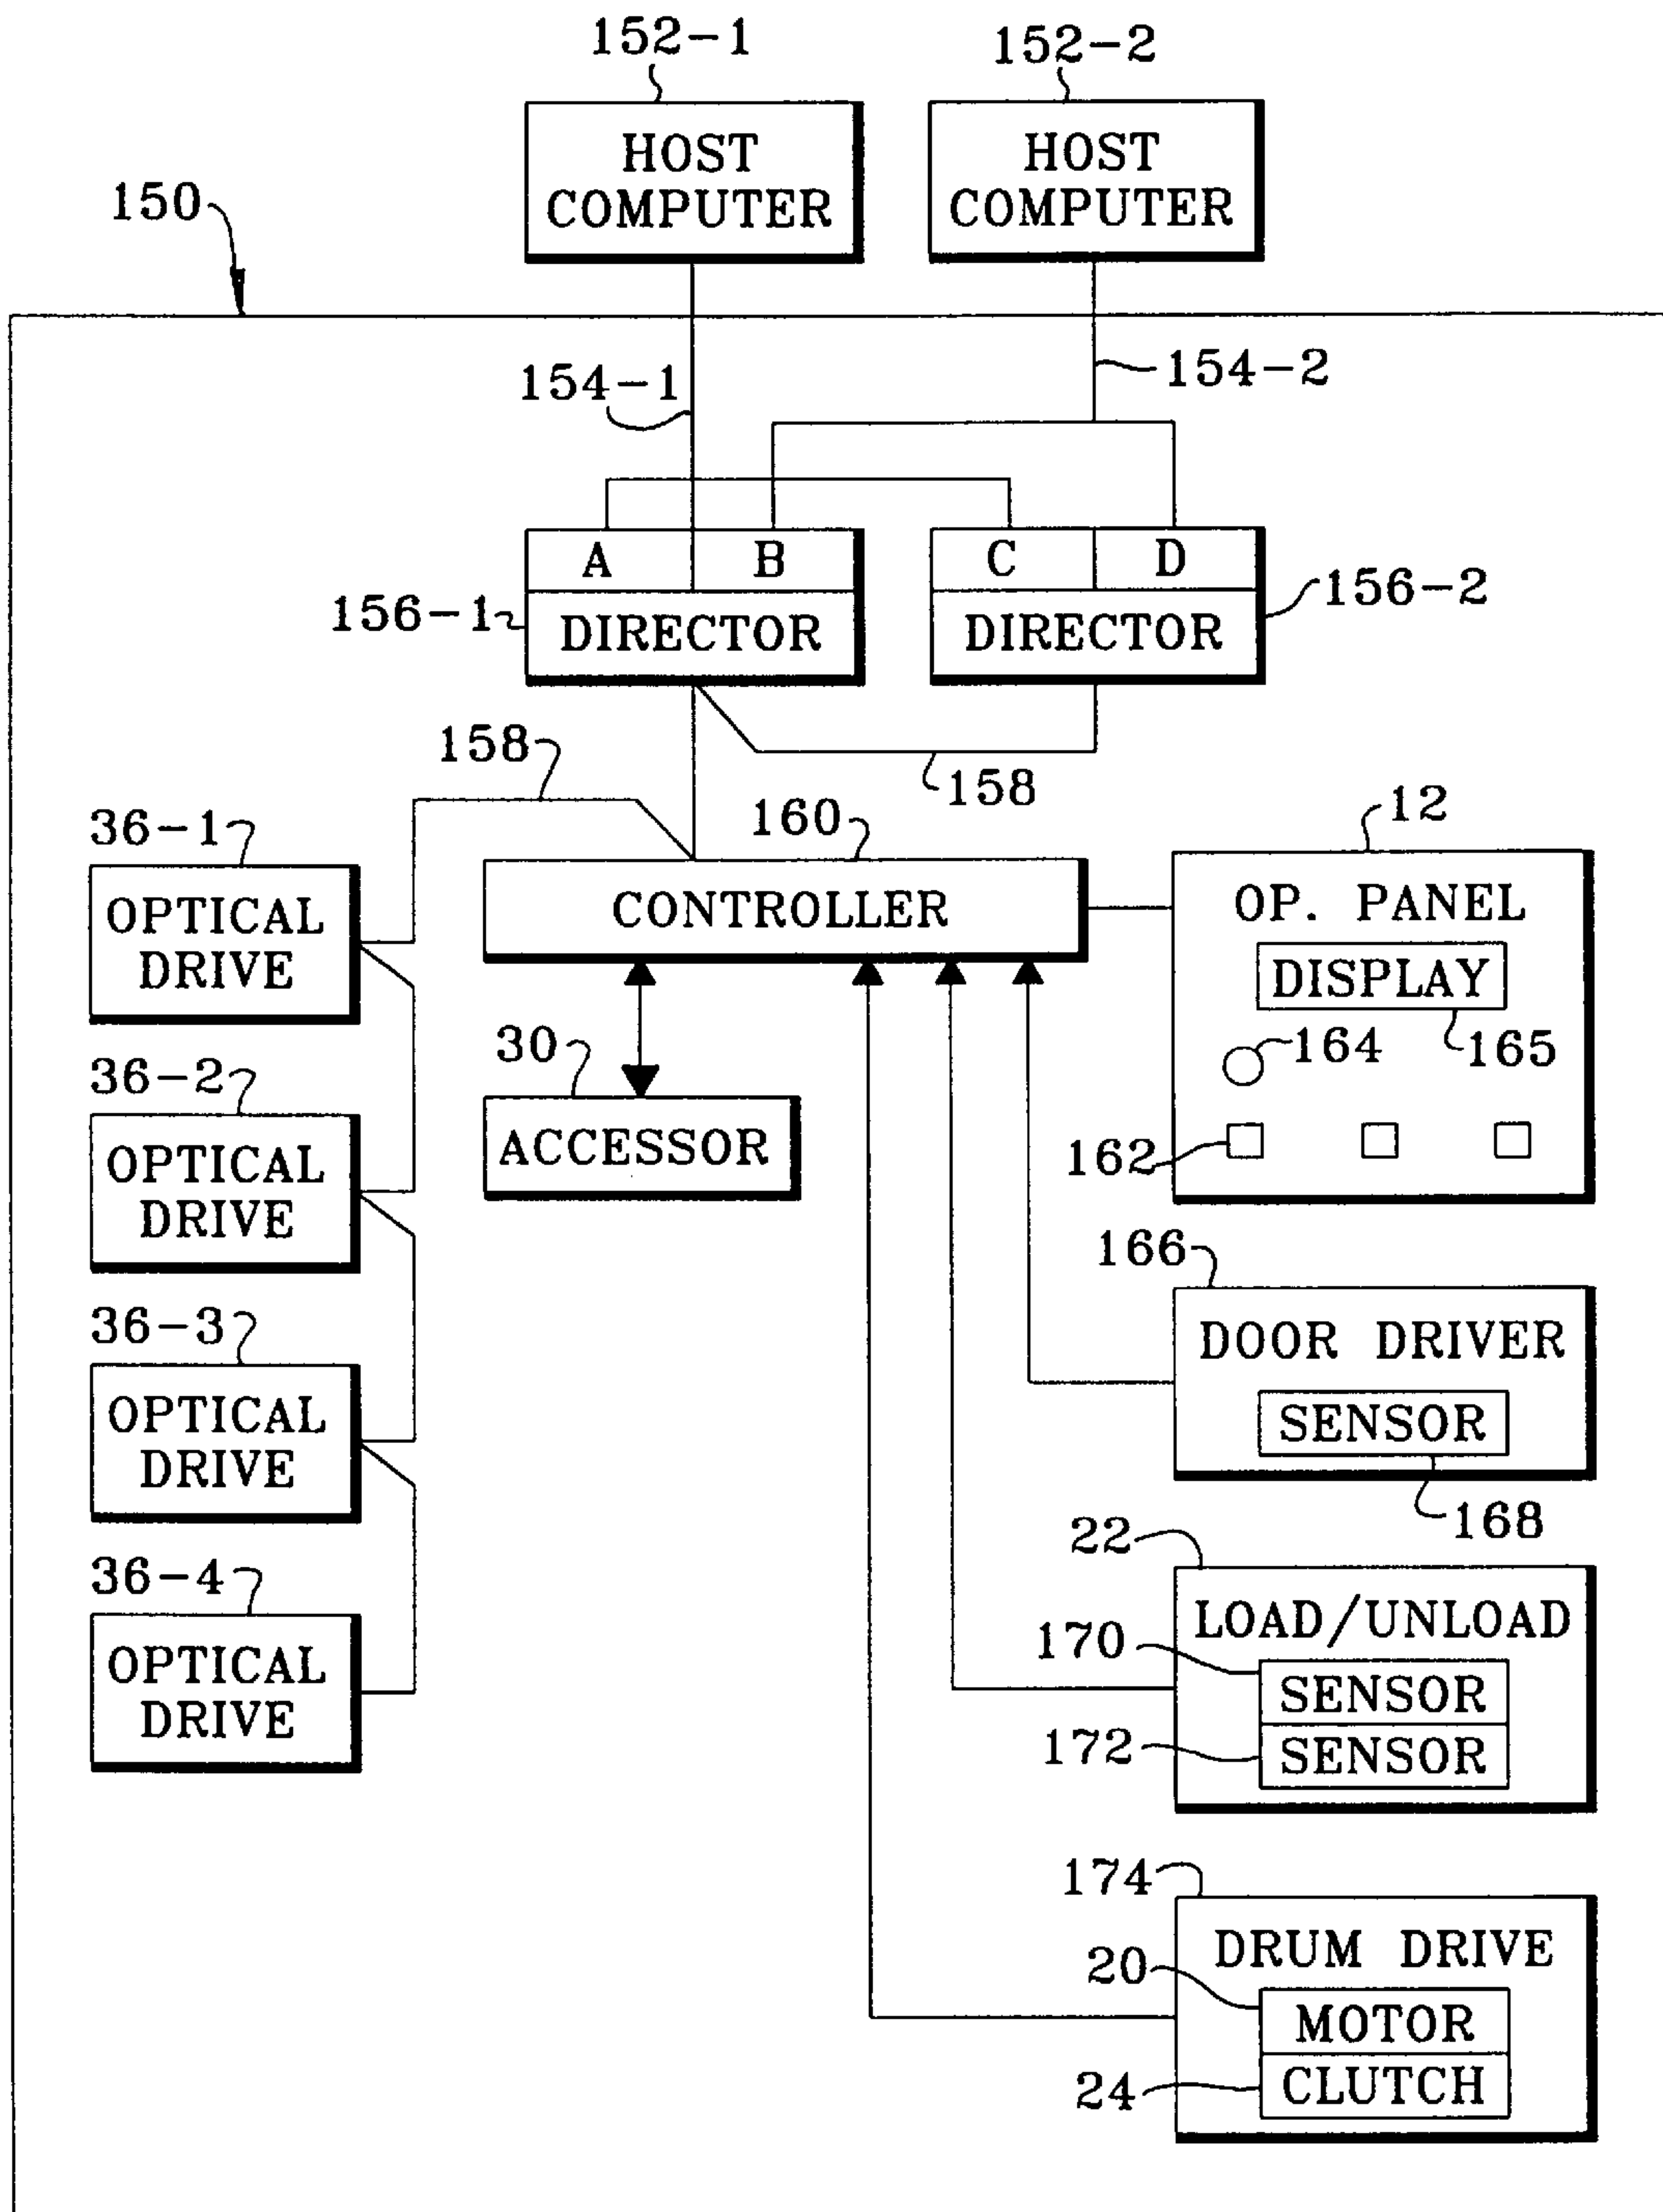 152-1
152-2
HOST
COMPUTER
HOST
COMPUTER
150
154-1
154-2
A
B
C
D
156-1
DIRECTOR
DIRECTOR
156-2
158
158
36-1
160
12
OPTICAL
DRIVE
CONTROLLER
OP. PANEL
DISPLAY
30
164
165
36-2
ACCESSOR
162
OPTICAL
DRIVE
166
36-3
DOOR DRIVER
OPTICAL
DRIVE
SENSOR
168
22
36-4
LOAD/UNLOAD
170
OPTICAL
DRIVE
SENSOR
172
SENSOR
174
DRUM DRIVE
20
MOTOR
24
CLUTCH